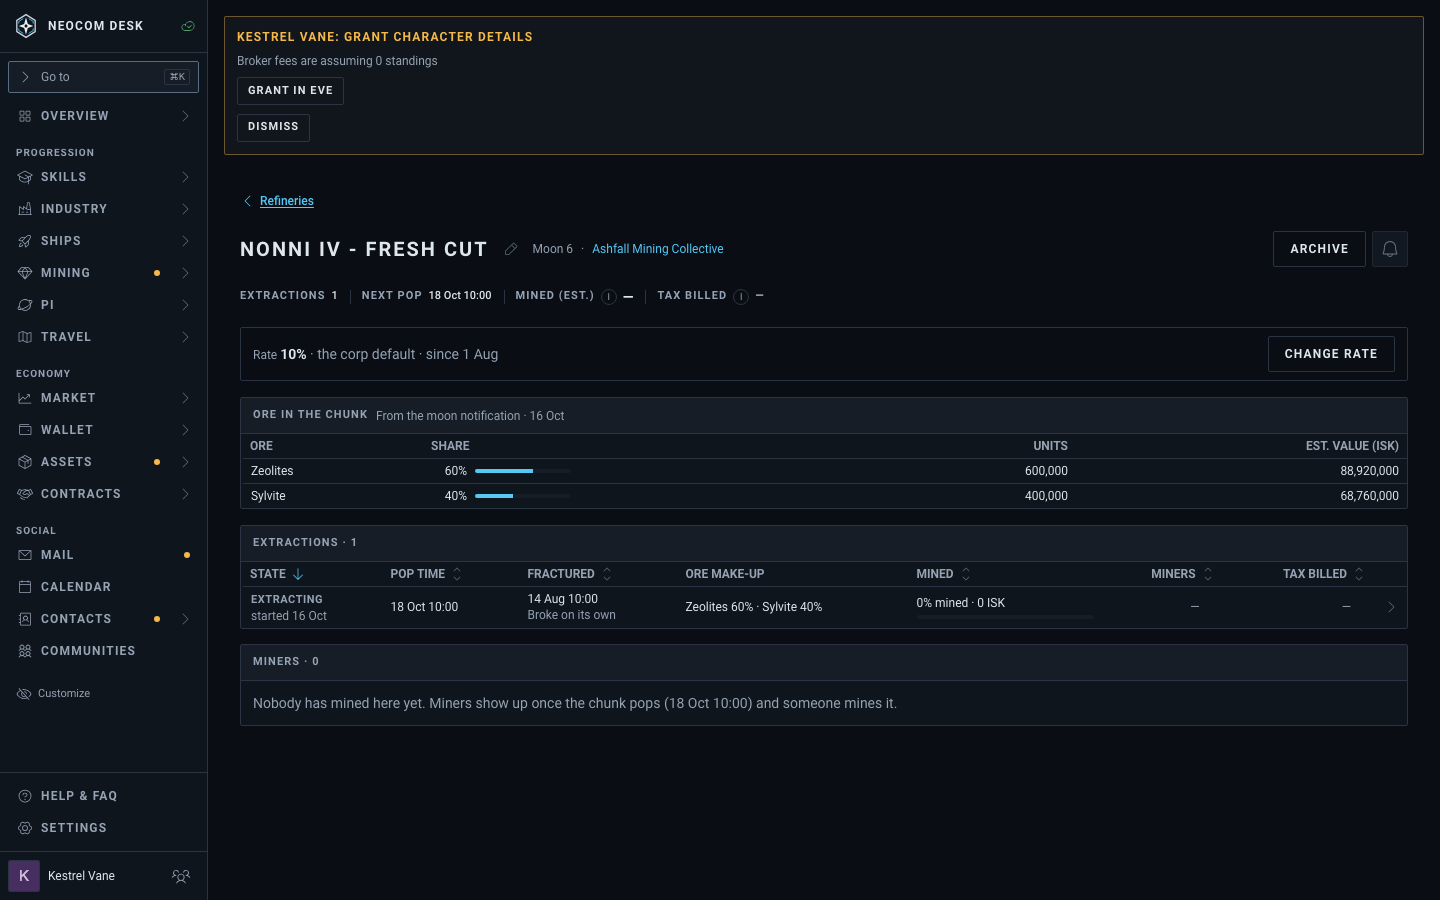 NEOCOM DESK
Go to ⌘K
OVERVIEW
PROGRESSION
SKILLS
INDUSTRY
SHIPS
MINING
PI
TRAVEL
ECONOMY
MARKET
WALLET
ASSETS
CONTRACTS
SOCIAL
MAIL
CALENDAR
CONTACTS
COMMUNITIES
Customize
HELP & FAQ
SETTINGS
K Kestrel Vane
KESTREL VANE: GRANT CHARACTER DETAILS
Broker fees are assuming 0 standings
GRANT IN EVE
DISMISS
Refineries
NONNI IV - FRESH CUT Moon 6 · Ashfall Mining Collective ARCHIVE
EXTRACTIONS 1 NEXT POP 18 Oct 10:00 MINED (EST.) i — TAX BILLED i —
Rate 10% · the corp default · since 1 Aug CHANGE RATE
ORE IN THE CHUNK From the moon notification · 16 Oct
ORE SHARE UNITS EST. VALUE (ISK)
Zeolites 60% 600,000 88,920,000
Sylvite 40% 400,000 68,760,000
EXTRACTIONS · 1
STATE POP TIME FRACTURED ORE MAKE-UP MINED MINERS TAX BILLED
EXTRACTING 18 Oct 10:00 14 Aug 10:00 Zeolites 60% · Sylvite 40% 0% mined · 0 ISK — —
started 16 Oct Broke on its own
MINERS · 0
Nobody has mined here yet. Miners show up once the chunk pops (18 Oct 10:00) and someone mines it.